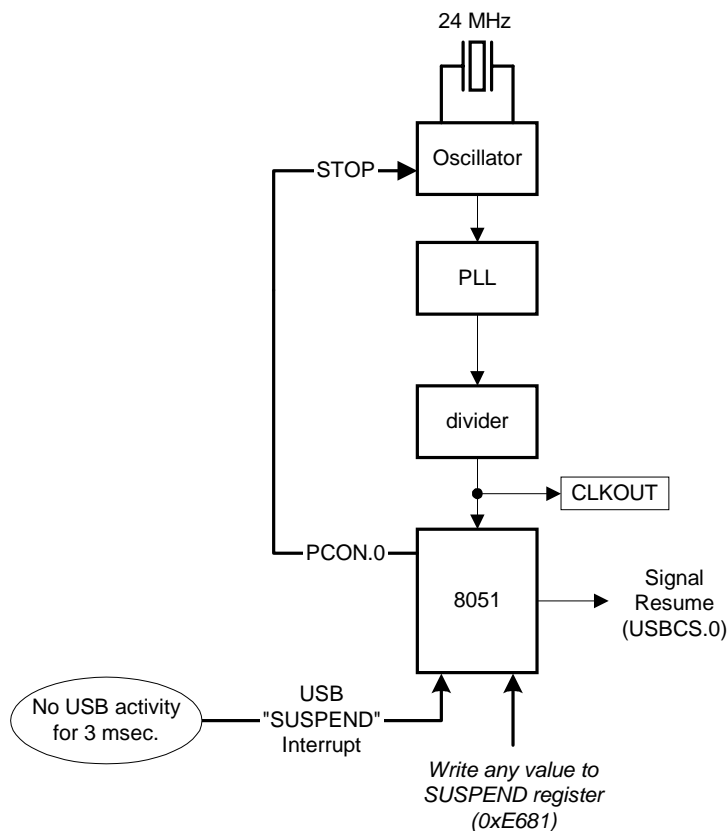 24 MHz
Oscillator
STOP
PLL
divider
CLKOUT
PCON.0
8051
Signal
Resume
(USBCS.0)
No USB activity
for 3 msec.
USB
"SUSPEND"
Interrupt
Write any value to
SUSPEND register
(0xE681)